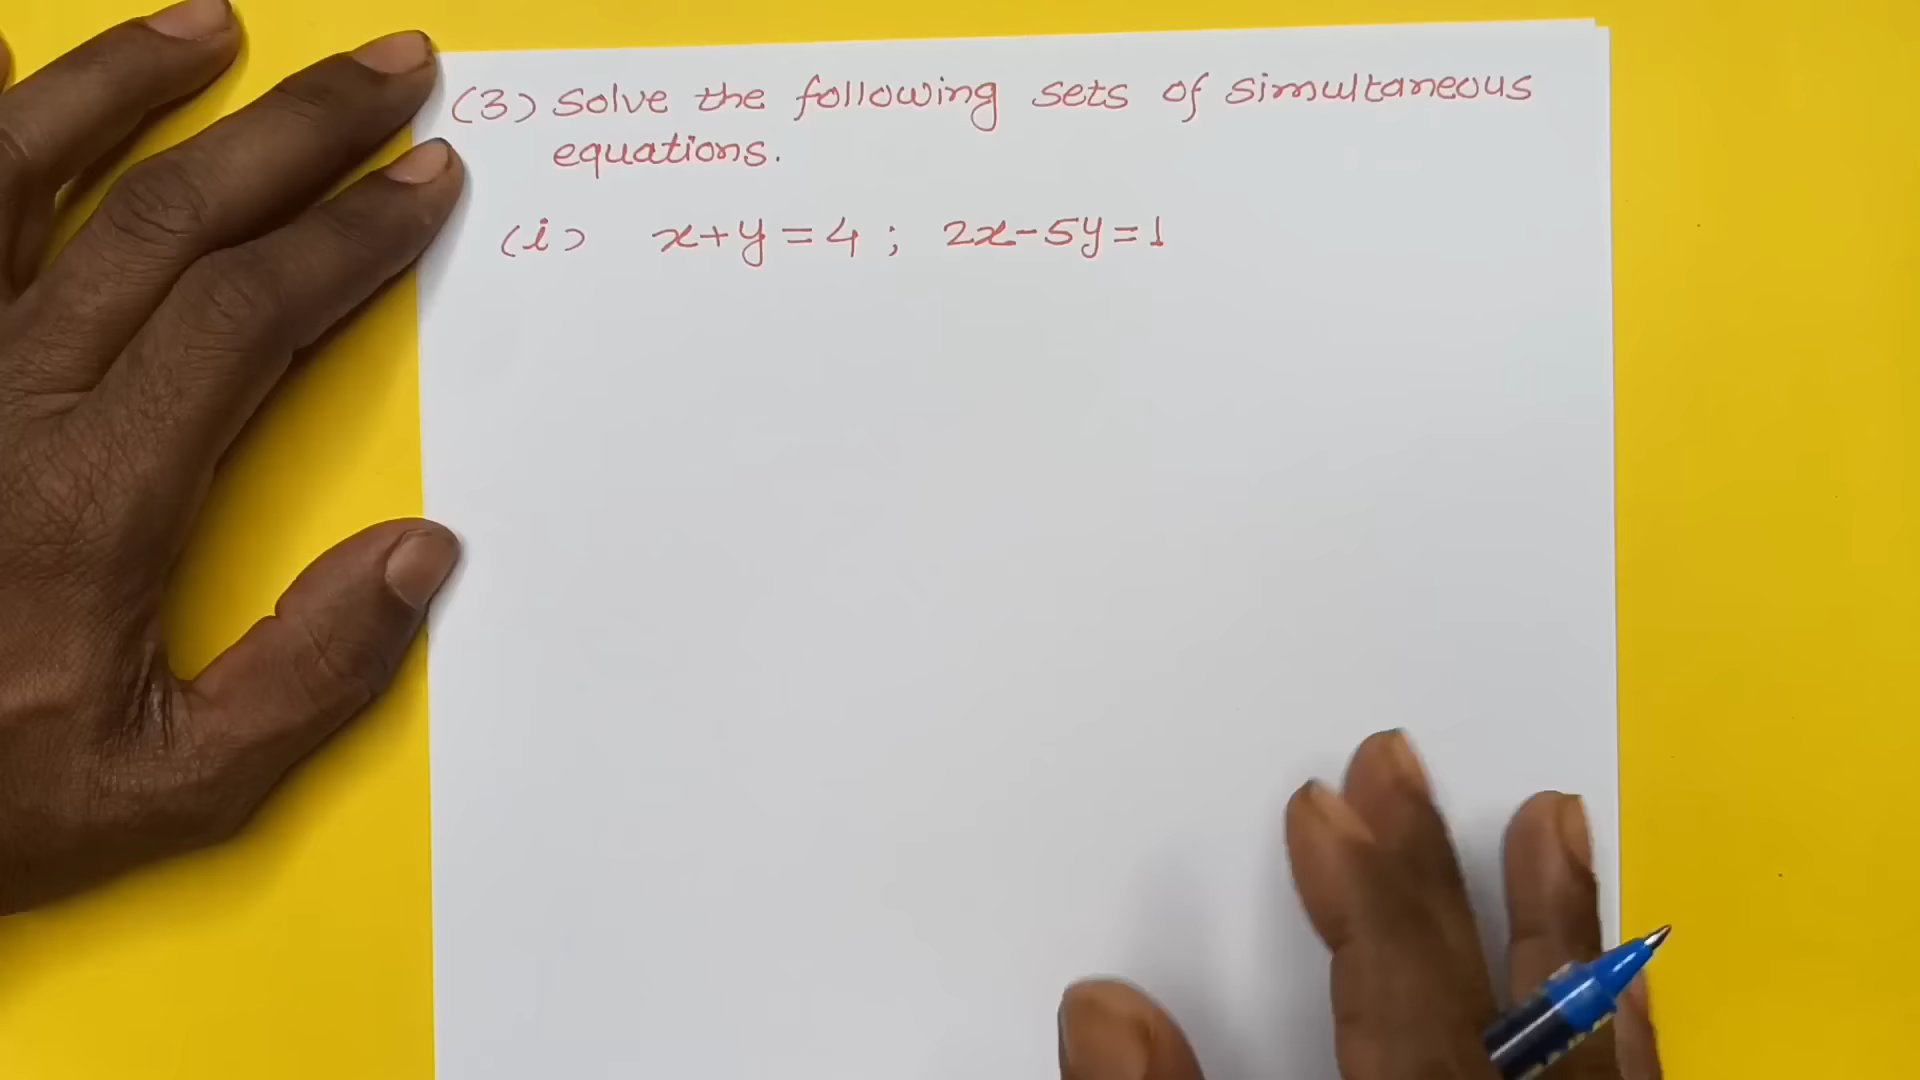 (3) Solve the following sets of simultaneous
equations.
(i) x+y=4 ; 2x-5y=1